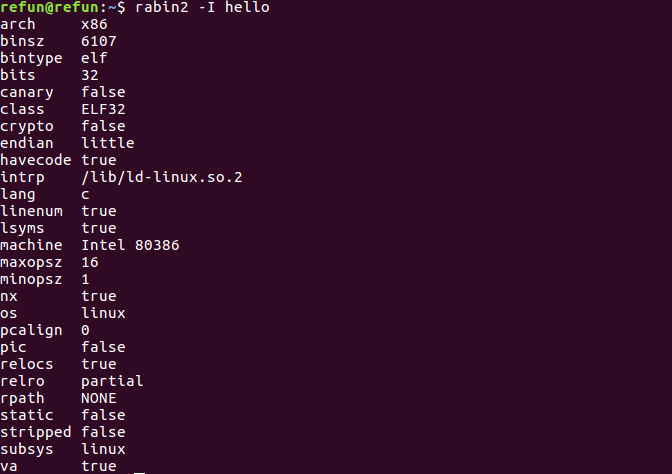 refun@refun:~$ rabin2 -I hello
arch     x86
binsz    6107
bintype  elf
bits     32
canary   false
class    ELF32
crypto   false
endian   little
havecode true
intrp    /lib/ld-linux.so.2
lang     c
linenum  true
lsyms    true
machine  Intel 80386
maxopsz  16
minopsz  1
nx       true
os       linux
pcalign  0
pic      false
relocs   true
relro    partial
rpath    NONE
static   false
stripped false
subsys   linux
va       true